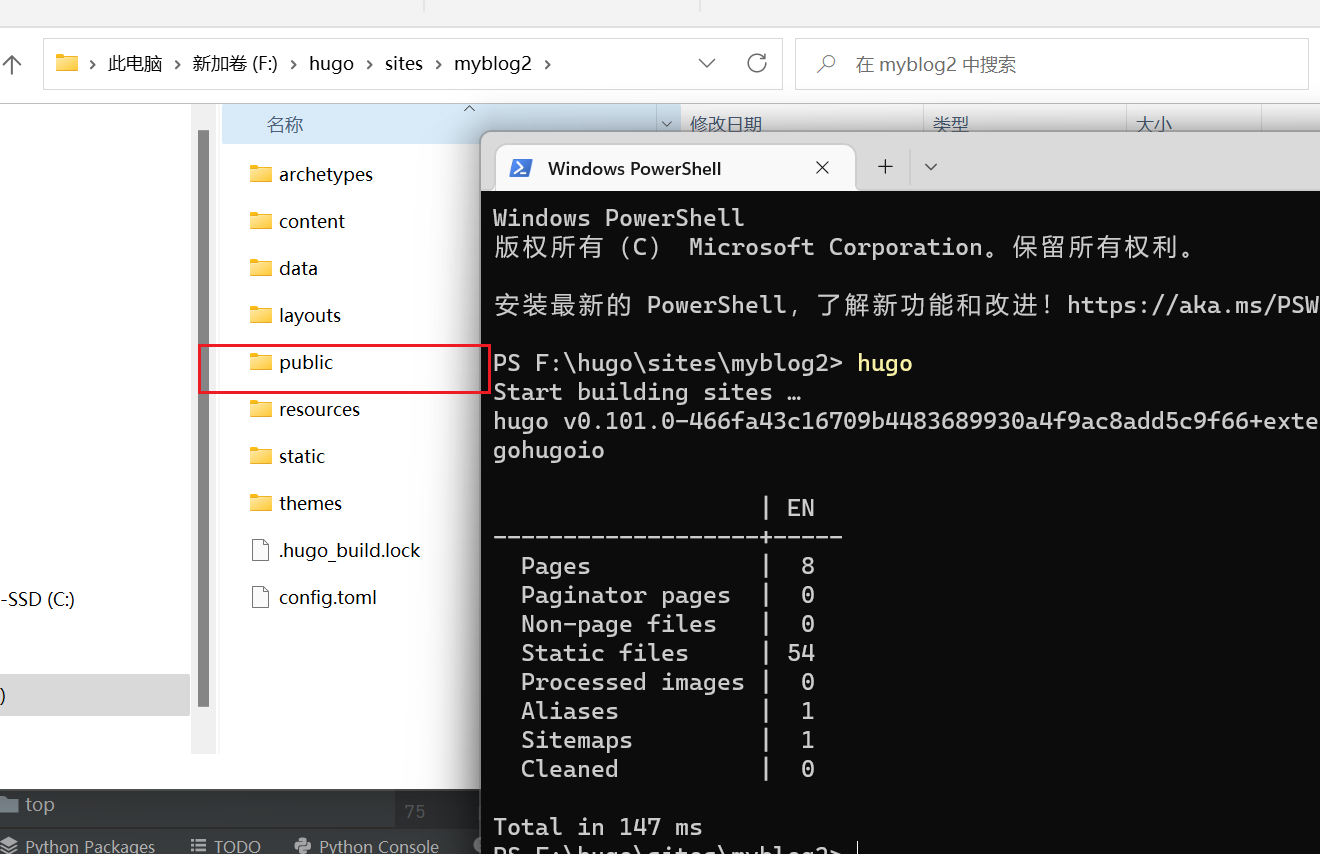 此电脑 新加卷 (F:) hugo sites myblog2
在 myblog2 中搜索
名称 修改日期 类型 大小
archetypes
content
data
layouts
public
resources
static
themes
.hugo_build.lock
config.toml
-SSD (C:)
)
Windows PowerShell
Windows PowerShell
版权所有（C） Microsoft Corporation。保留所有权利。
安装最新的 PowerShell，了解新功能和改进！https://aka.ms/PSW
PS F:\hugo\sites\myblog2> hugo
Start building sites …
hugo v0.101.0-466fa43c16709b4483689930a4f9ac8add5c9f66+exte
gohugoio
| EN
-------------------+-----
Pages | 8
Paginator pages | 0
Non-page files | 0
Static files | 54
Processed images | 0
Aliases | 1
Sitemaps | 1
Cleaned | 0
Total in 147 ms
PS F:\hugo\sites\myblog2>
top
75
Python Packages TODO Python Console